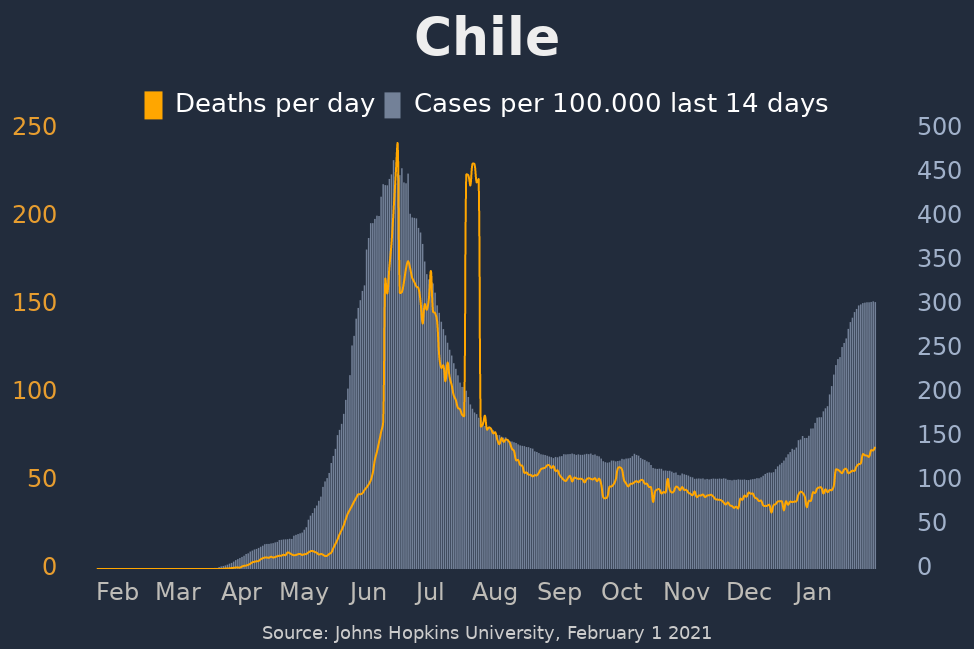 Chile
Deaths per day Cases per 100.000 last 14 days
250 500
450
200 400
350
150 300
250
100 200
150
50 100
50
0 0
Feb Mar Apr May Jun Jul Aug Sep Oct Nov Dec Jan
Source: Johns Hopkins University, February 1 2021